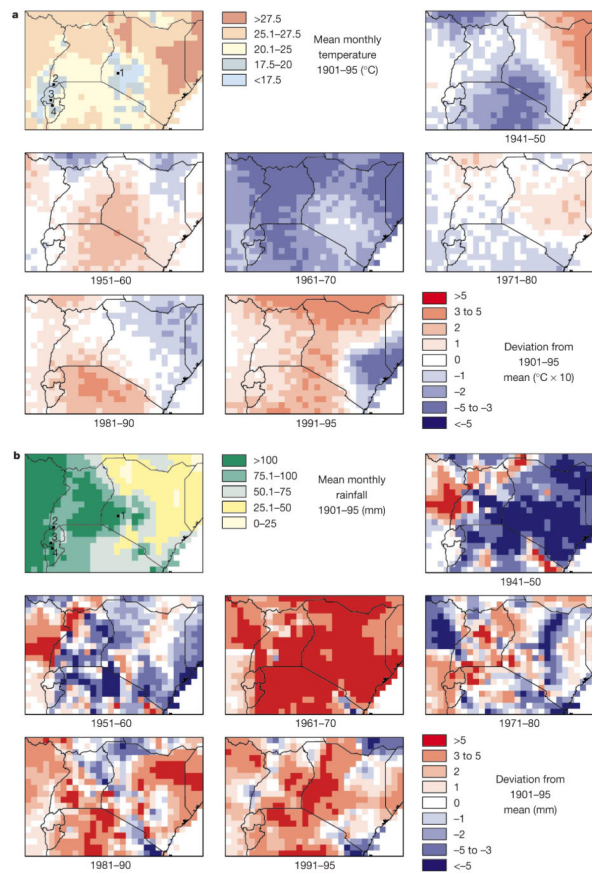 a
>27.5
25.1–27.5
20.1–25
17.5–20
<17.5
Mean monthly
temperature
1901–95 (°C)
1
2
3
4
1941–50
1951–60
1961–70
1971–80
1981–90
1991–95
>5
3 to 5
2
1
0
–1
–2
–5 to –3
<–5
Deviation from
1901–95
mean (°C × 10)
b
>100
75.1–100
50.1–75
25.1–50
0–25
Mean monthly
rainfall
1901–95 (mm)
1
2
3
4
1941–50
1951–60
1961–70
1971–80
1981–90
1991–95
>5
3 to 5
2
1
0
–1
–2
–5 to –3
<–5
Deviation from
1901–95
mean (mm)